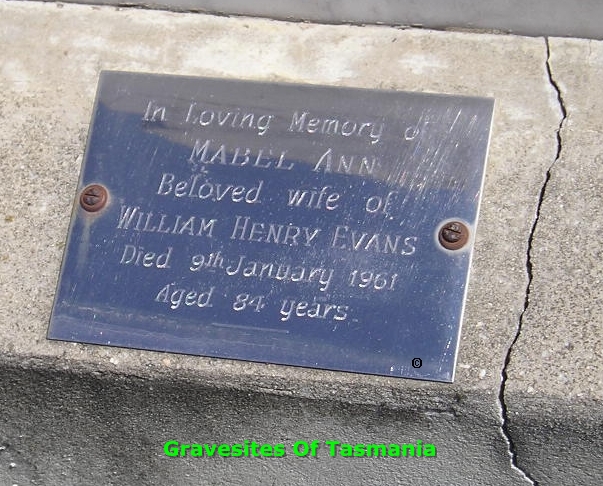 In Loving Memory of
MABEL ANN
Beloved wife of
WILLIAM HENRY EVANS
Died 9th January 1961
Aged 84 years
©
Gravesites Of Tasmania